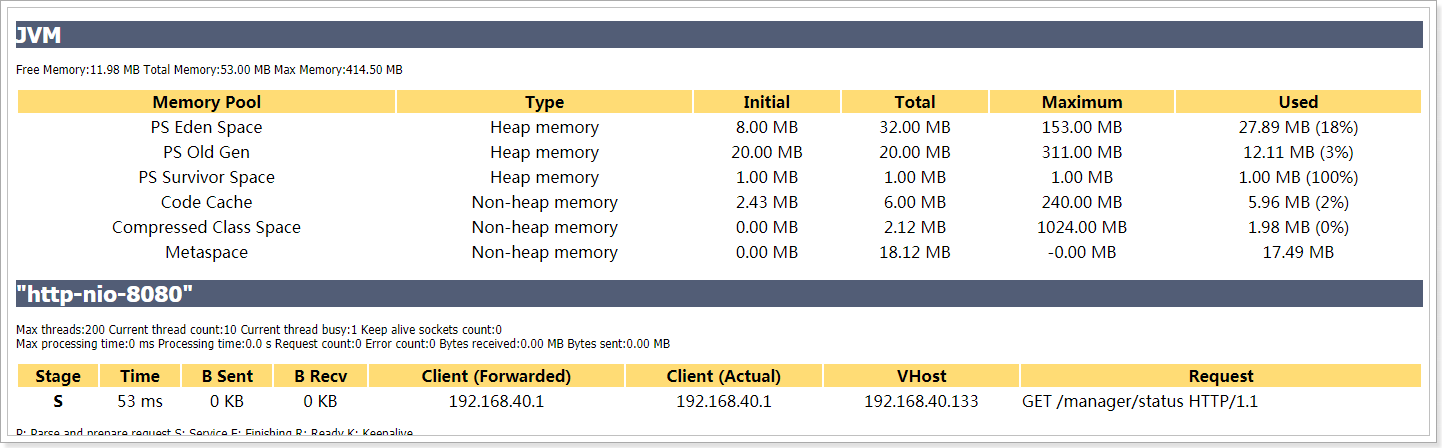 JVM
Free Memory:11.98 MB Total Memory:53.00 MB Max Memory:414.50 MB
Memory Pool Type Initial Total Maximum Used
PS Eden Space Heap memory 8.00 MB 32.00 MB 153.00 MB 27.89 MB (18%)
PS Old Gen Heap memory 20.00 MB 20.00 MB 311.00 MB 12.11 MB (3%)
PS Survivor Space Heap memory 1.00 MB 1.00 MB 1.00 MB 1.00 MB (100%)
Code Cache Non-heap memory 2.43 MB 6.00 MB 240.00 MB 5.96 MB (2%)
Compressed Class Space Non-heap memory 0.00 MB 2.12 MB 1024.00 MB 1.98 MB (0%)
Metaspace Non-heap memory 0.00 MB 18.12 MB -0.00 MB 17.49 MB
"http-nio-8080"
Max threads:200 Current thread count:10 Current thread busy:1 Keep alive sockets count:0
Max processing time:0 ms Processing time:0.0 s Request count:0 Error count:0 Bytes received:0.00 MB Bytes sent:0.00 MB
Stage Time B Sent B Recv Client (Forwarded) Client (Actual) VHost Request
S 53 ms 0 KB 0 KB 192.168.40.1 192.168.40.1 192.168.40.133 GET /manager/status HTTP/1.1
P: Parse and prepare request S: Service F: Finishing R: Ready K: Keepalive